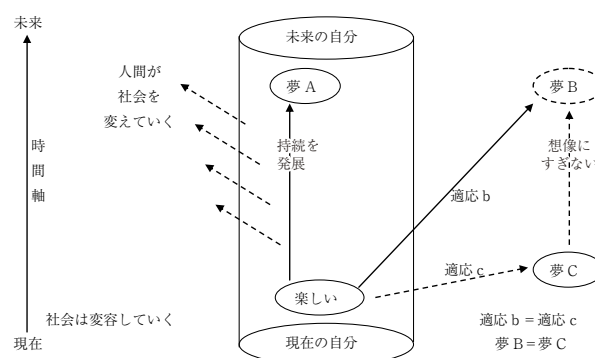 未来
未来の自分
人間が
社会を
変えていく
夢 A
夢 B
時
間
軸
持続を
発展
想像に
すぎない
適応 b
適応 c
夢 C
楽しい
社会は変容していく
現在
現在の自分
適応 b = 適応 c
夢 B = 夢 C